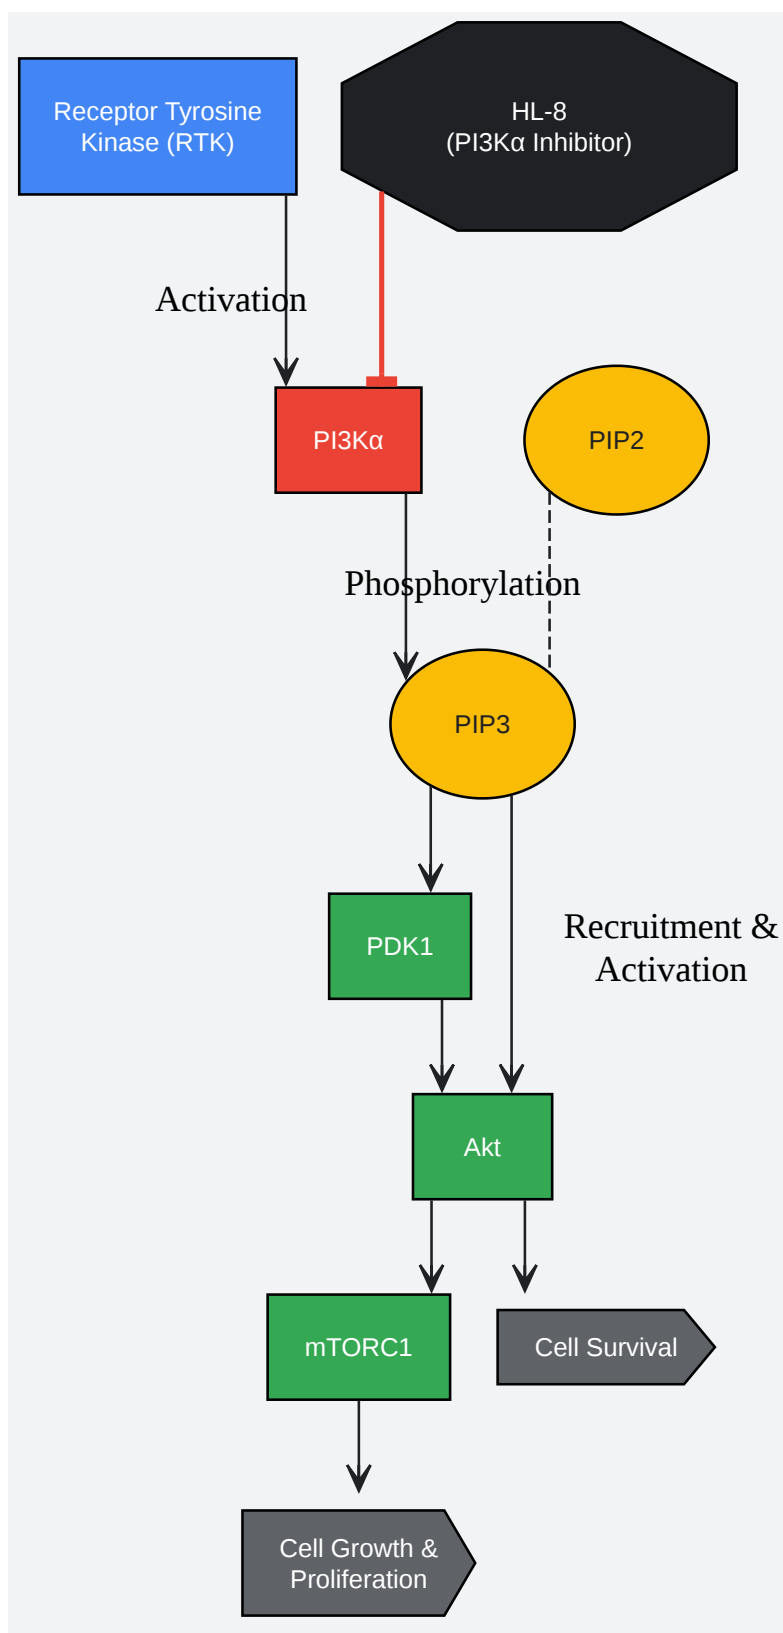 Receptor Tyrosine
Kinase (RTK)
HL-8
(PI3Kα Inhibitor)
Activation
PI3Kα
PIP2
Phosphorylation
PIP3
PDK1
Recruitment &
Activation
Akt
mTORC1
Cell Survival
Cell Growth &
Proliferation